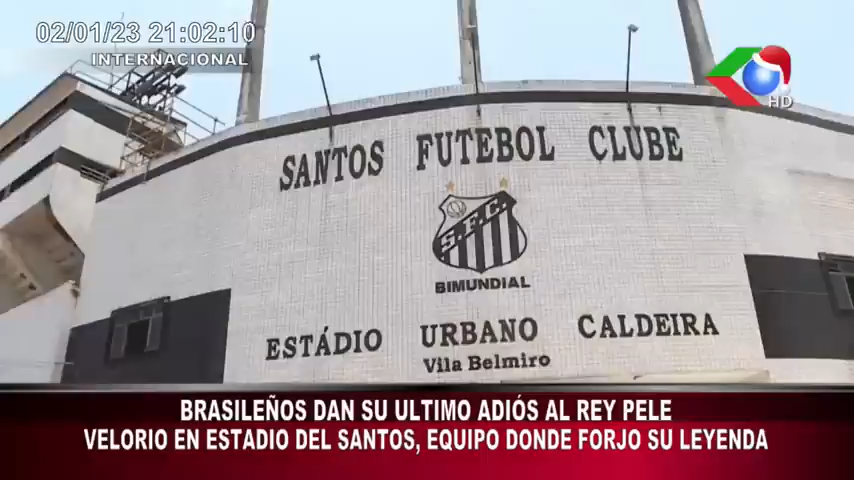 02/01/23 21:02:10
INTERNACIONAL
HD
SANTOS FUTEBOL CLUBE
S.F.C.
BIMUNDIAL
ESTÁDIO URBANO CALDEIRA
Vila Belmiro
BRASILEÑOS DAN SU ULTIMO ADIÓS AL REY PELE
VELORIO EN ESTADIO DEL SANTOS, EQUIPO DONDE FORJO SU LEYENDA